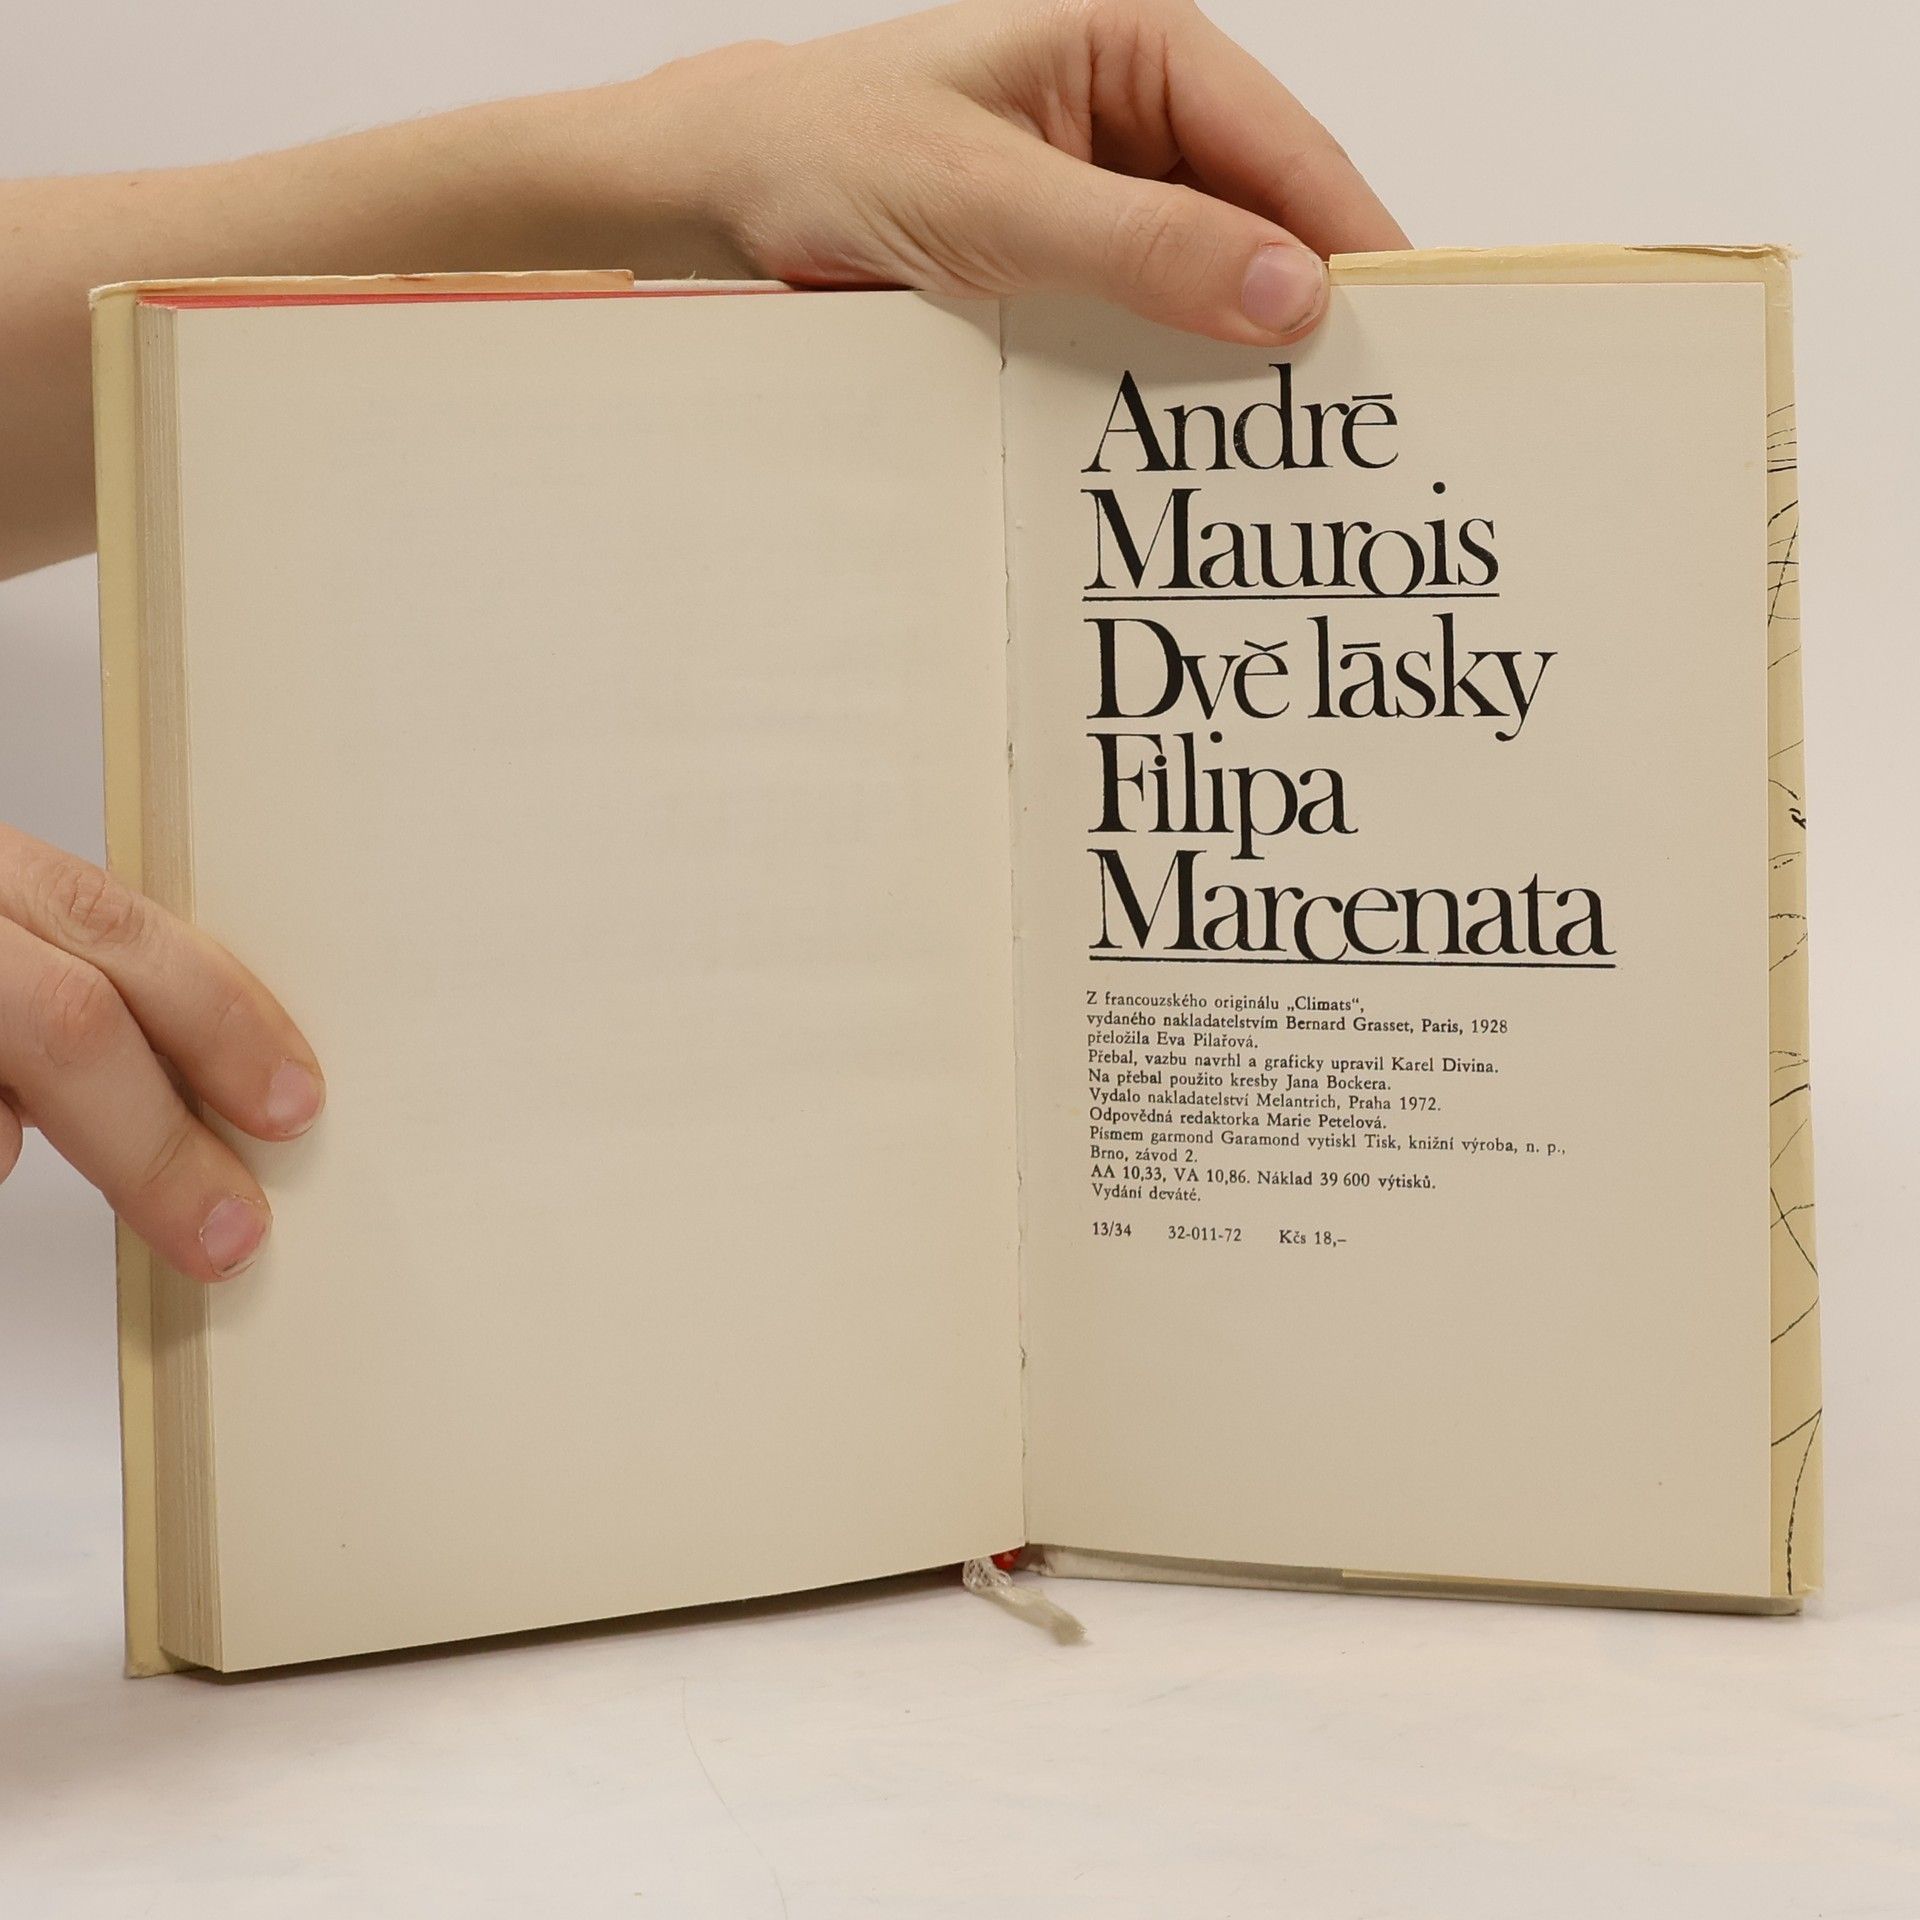 André
Maurois
Dvě lásky
Filipa
Marcenata
Z francouzského originálu „Climats“,
vydaného nakladatelstvím Bernard Grasset, Paris, 1928
přeložila Eva Pilařová.
Přebal, vazbu navrhl a graficky upravil Karel Divina.
Na přebal použito kresby Jana Bockera.
Vydalo nakladatelství Melantrich, Praha 1972.
Odpovědná redaktorka Marie Petelová.
Písmem garmond Garamond vytiskl Tisk, knižní výroba, n. p.,
Brno, závod 2.
AA 10,33, VA 10,86. Náklad 39 600 výtisků.
Vydání deváté.
13/34 32-011-72 Kčs 18,–